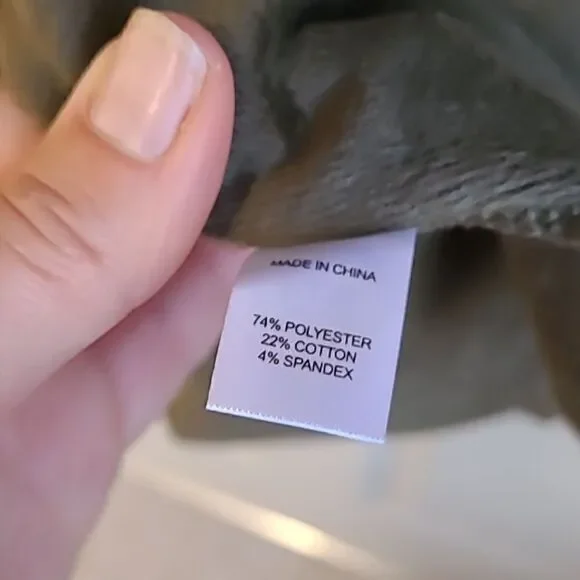 MADE IN CHINA
74% POLYESTER
22% COTTON
4% SPANDEX